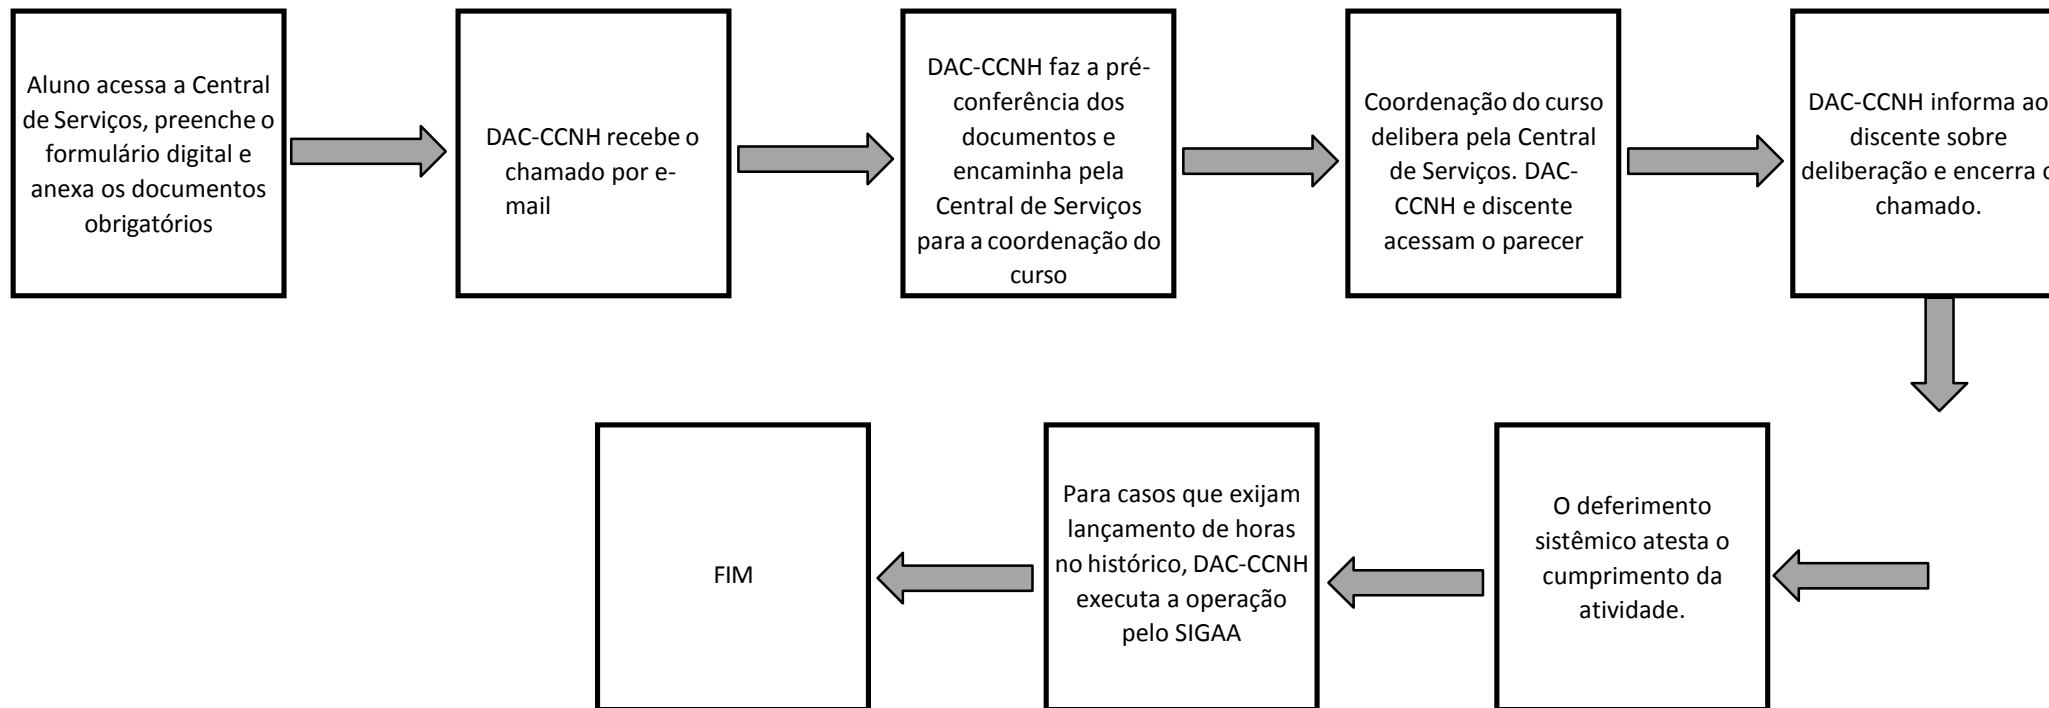 Aluno acessa a Central
de Serviços, preenche o
formulário digital e
anexa os documentos
obrigatórios
DAC-CCNH recebe o
chamado por e-
mail
DAC-CCNH faz a pré-
conferência dos
documentos e
encaminha pela
Central de Serviços
para a coordenação do
curso
Coordenação do curso
delibera pela Central
de Serviços. DAC-
CCNH e discente
acessam o parecer
DAC-CCNH informa ao
discente sobre
deliberação e encerra o
chamado.
O deferimento
sistêmico atesta o
cumprimento da
atividade.
Para casos que exijam
lançamento de horas
no histórico, DAC-CCNH
executa a operação
pelo SIGAA
FIM